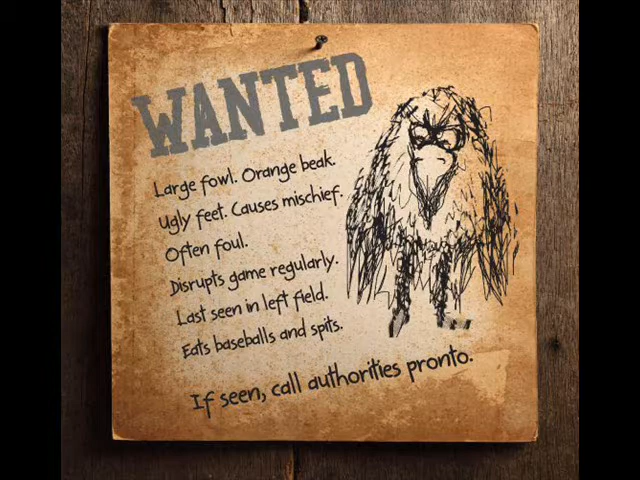 WANTED
Large fowl. Orange beak.
Ugly feet. Causes mischief.
Often foul.
Disrupts game regularly.
Last seen in left field.
Eats baseballs and spits.
If seen, call authorities pronto.